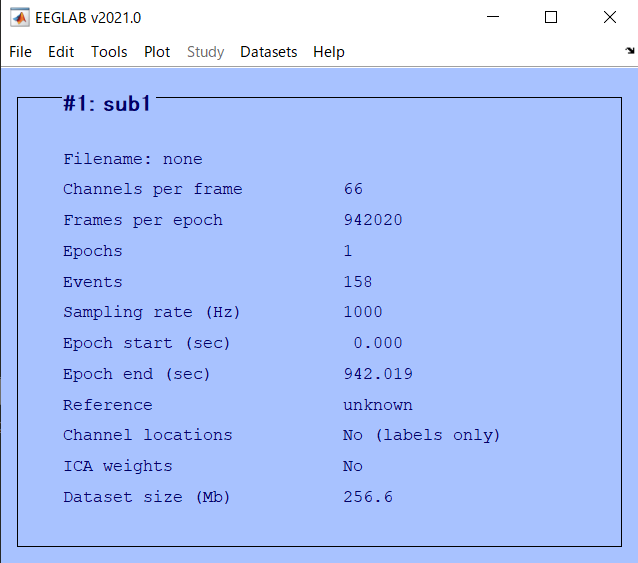 EEGLAB v2021.0
File Edit Tools Plot Study Datasets Help
#1: sub1
Filename: none
Channels per frame 66
Frames per epoch 942020
Epochs 1
Events 158
Sampling rate (Hz) 1000
Epoch start (sec) 0.000
Epoch end (sec) 942.019
Reference unknown
Channel locations No (labels only)
ICA weights No
Dataset size (Mb) 256.6